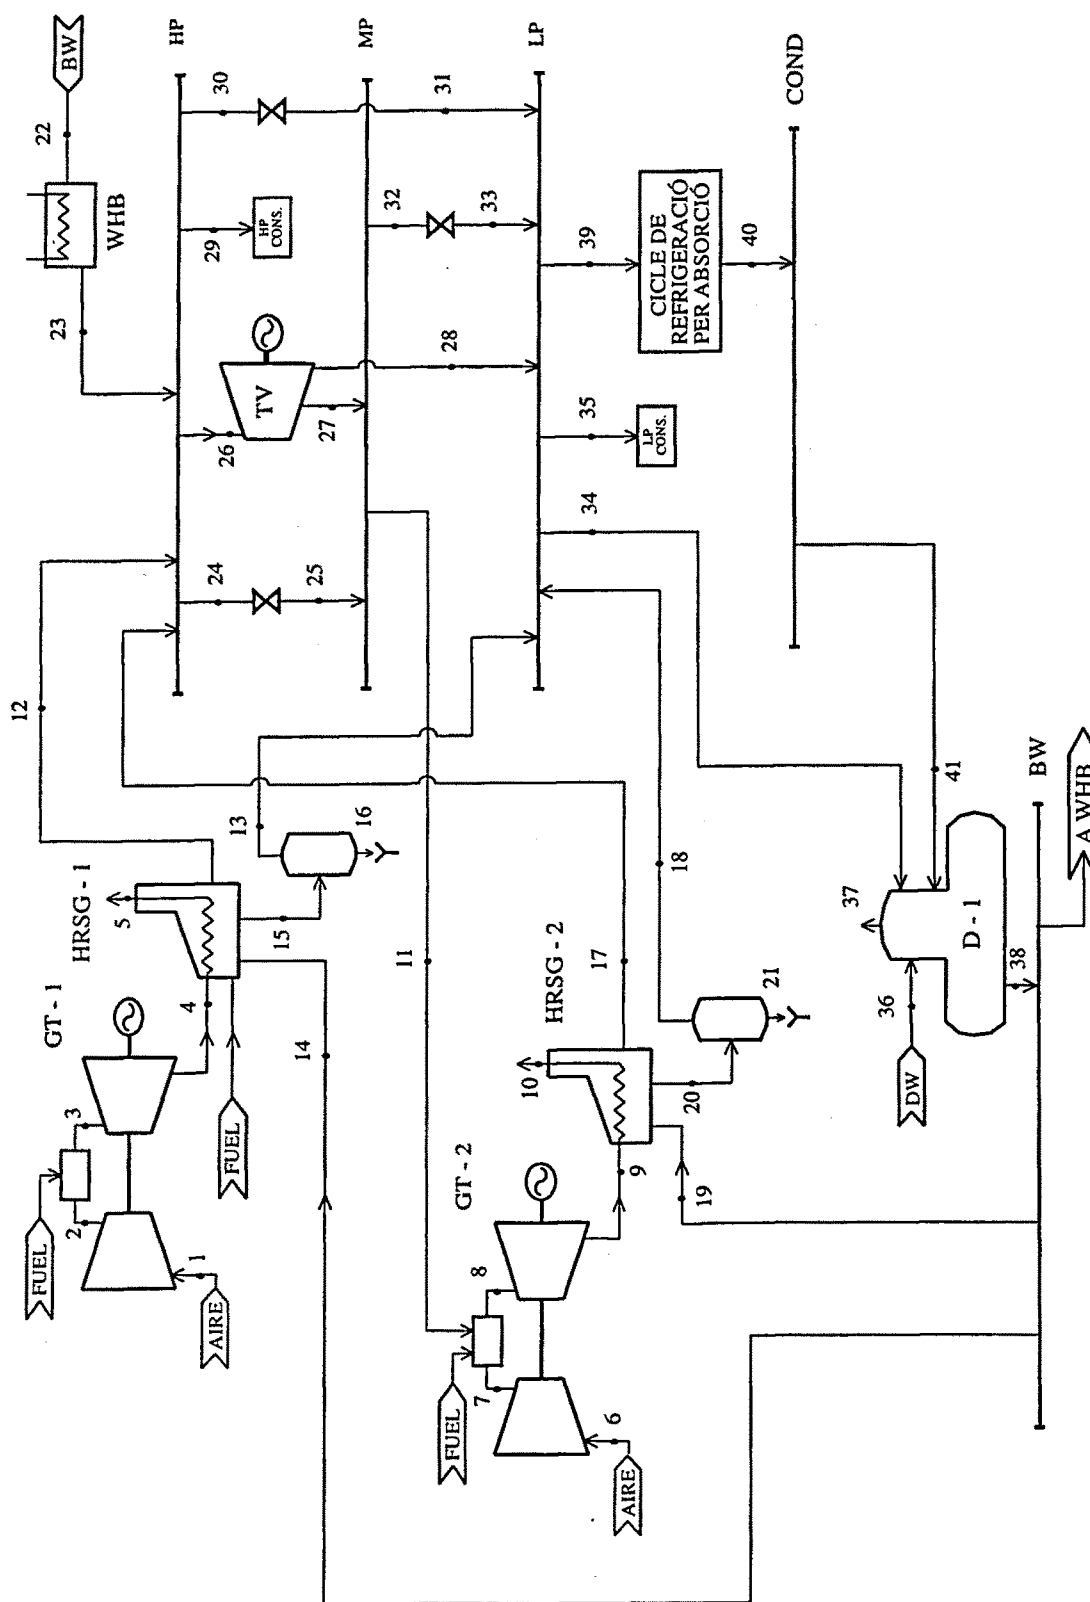 12
HRSG - 1
5
GT - 1
FUEL
2
3
4
FUEL
1
AIRE
15
13
16
14
BW
22
WHB
23
HP
24
25
26
TV
27
28
29
HP
CONS.
30
31
MP
32
33
LP
11
GT - 2
FUEL
7
8
6
AIRE
9
HRSG - 2
10
17
20
18
21
19
34
35
LP
CONS.
39
CICLE DE
REFRIGERACIÓ
PER ABSORCIÓ
40
COND
DW
36
37
D - 1
41
38
BW
A WHB